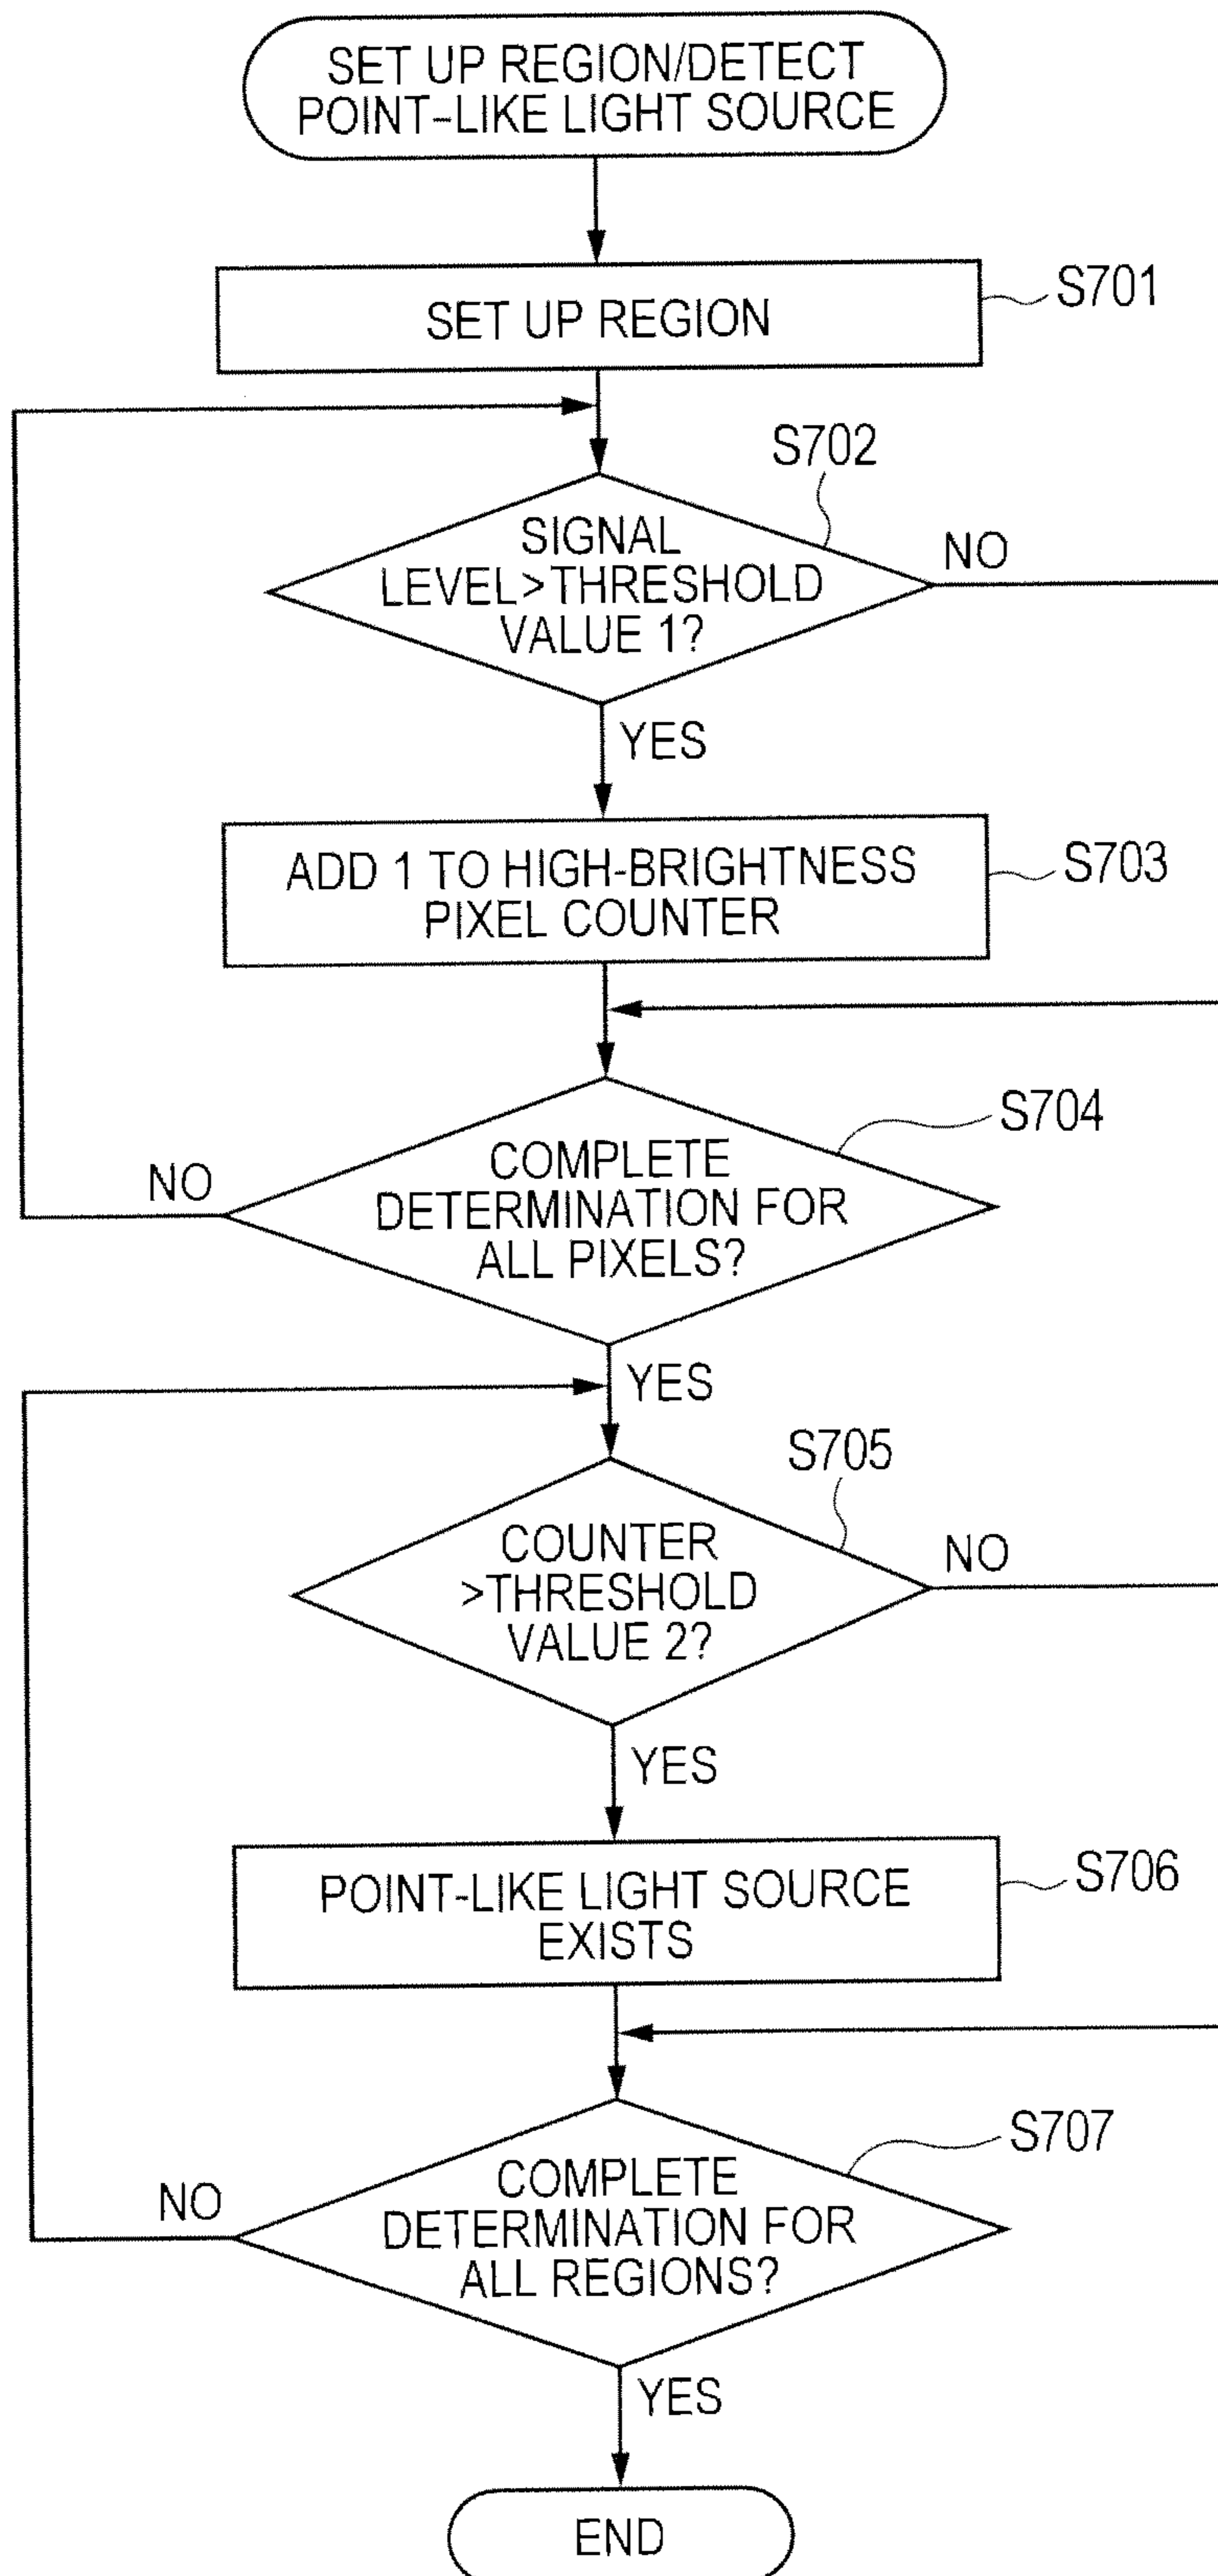 SET UP REGION/DETECT
POINT-LIKE LIGHT SOURCE
SET UP REGION
S701
S702
SIGNAL
LEVEL>THRESHOLD
VALUE 1?
NO
YES
ADD 1 TO HIGH-BRIGHTNESS
PIXEL COUNTER
S703
S704
COMPLETE
DETERMINATION FOR
ALL PIXELS?
NO
YES
S705
COUNTER
>THRESHOLD
VALUE 2?
NO
YES
POINT-LIKE LIGHT SOURCE
EXISTS
S706
S707
COMPLETE
DETERMINATION FOR
ALL REGIONS?
NO
YES
END